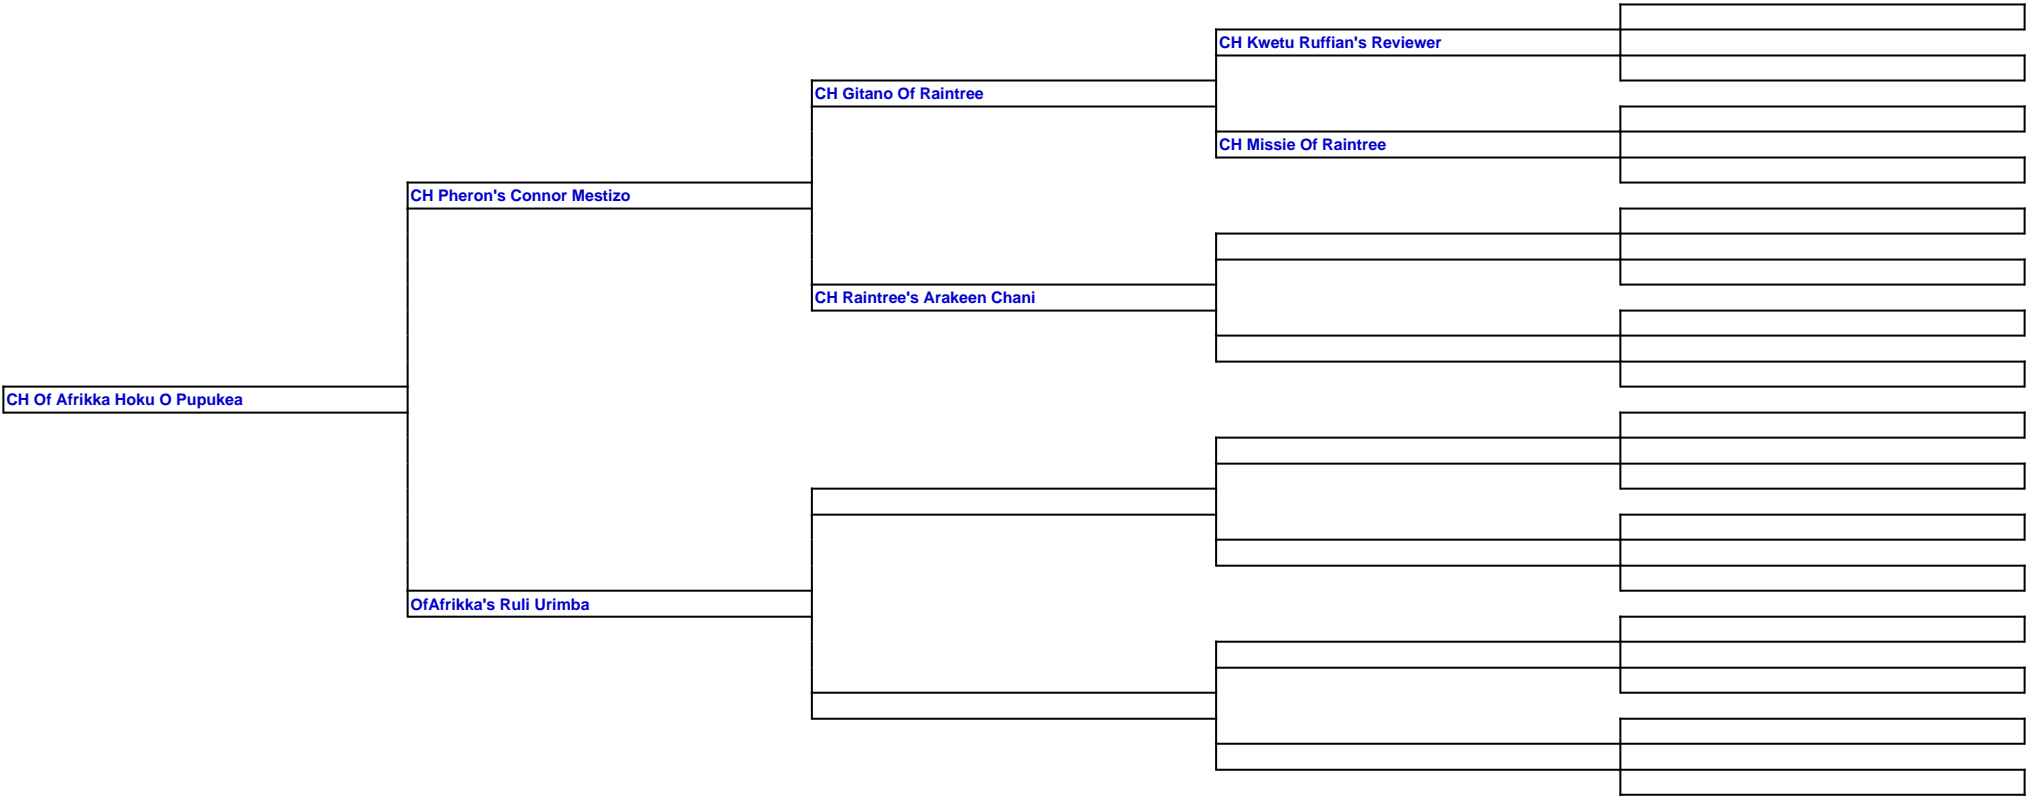 CH Kwetu Ruffian's Reviewer
CH Gitano Of Raintree
CH Missie Of Raintree
CH Pheron's Connor Mestizo
CH Raintree's Arakeen Chani
CH Of Afrikka Hoku O Pupukea
OfAfrikka's Ruli Urimba